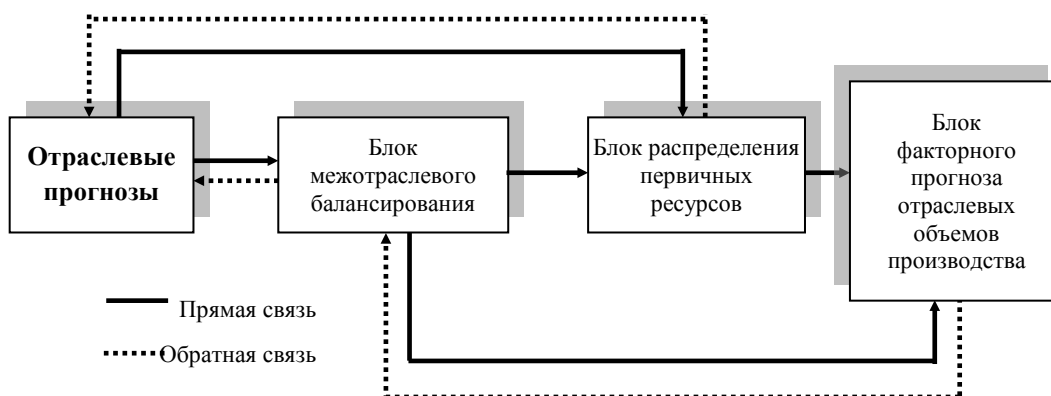 Отраслевые
прогнозы
Блок
межотраслевого
балансирования
Блок распределения
первичных
ресурсов
Блок
факторного
прогноза
отраслевых
объемов
производства
Прямая связь
Обратная связь